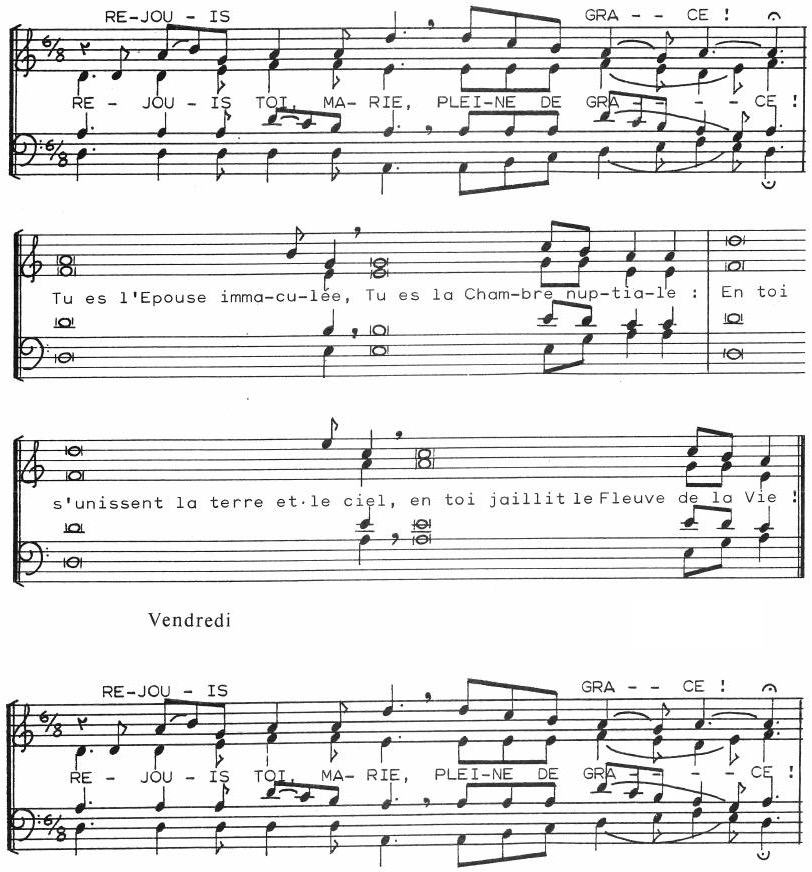 RE-JOU - IS GRA - - CE !
RE - JOU - IS TOI, MA- RIE, PLEI-NE DE GRA - - - CE !
Tu es l'Epouse imma-cu-lée, Tu es la Cham-bre nup-tia-le : En toi
s'unissent la terre et le ciel, en toi jaillit le Fleuve de la Vie !
Vendredi
RE-JOU - IS GRA - - CE !
RE - JOU - IS TOI, MA- RIE, PLEI-NE DE GRA - - - CE !